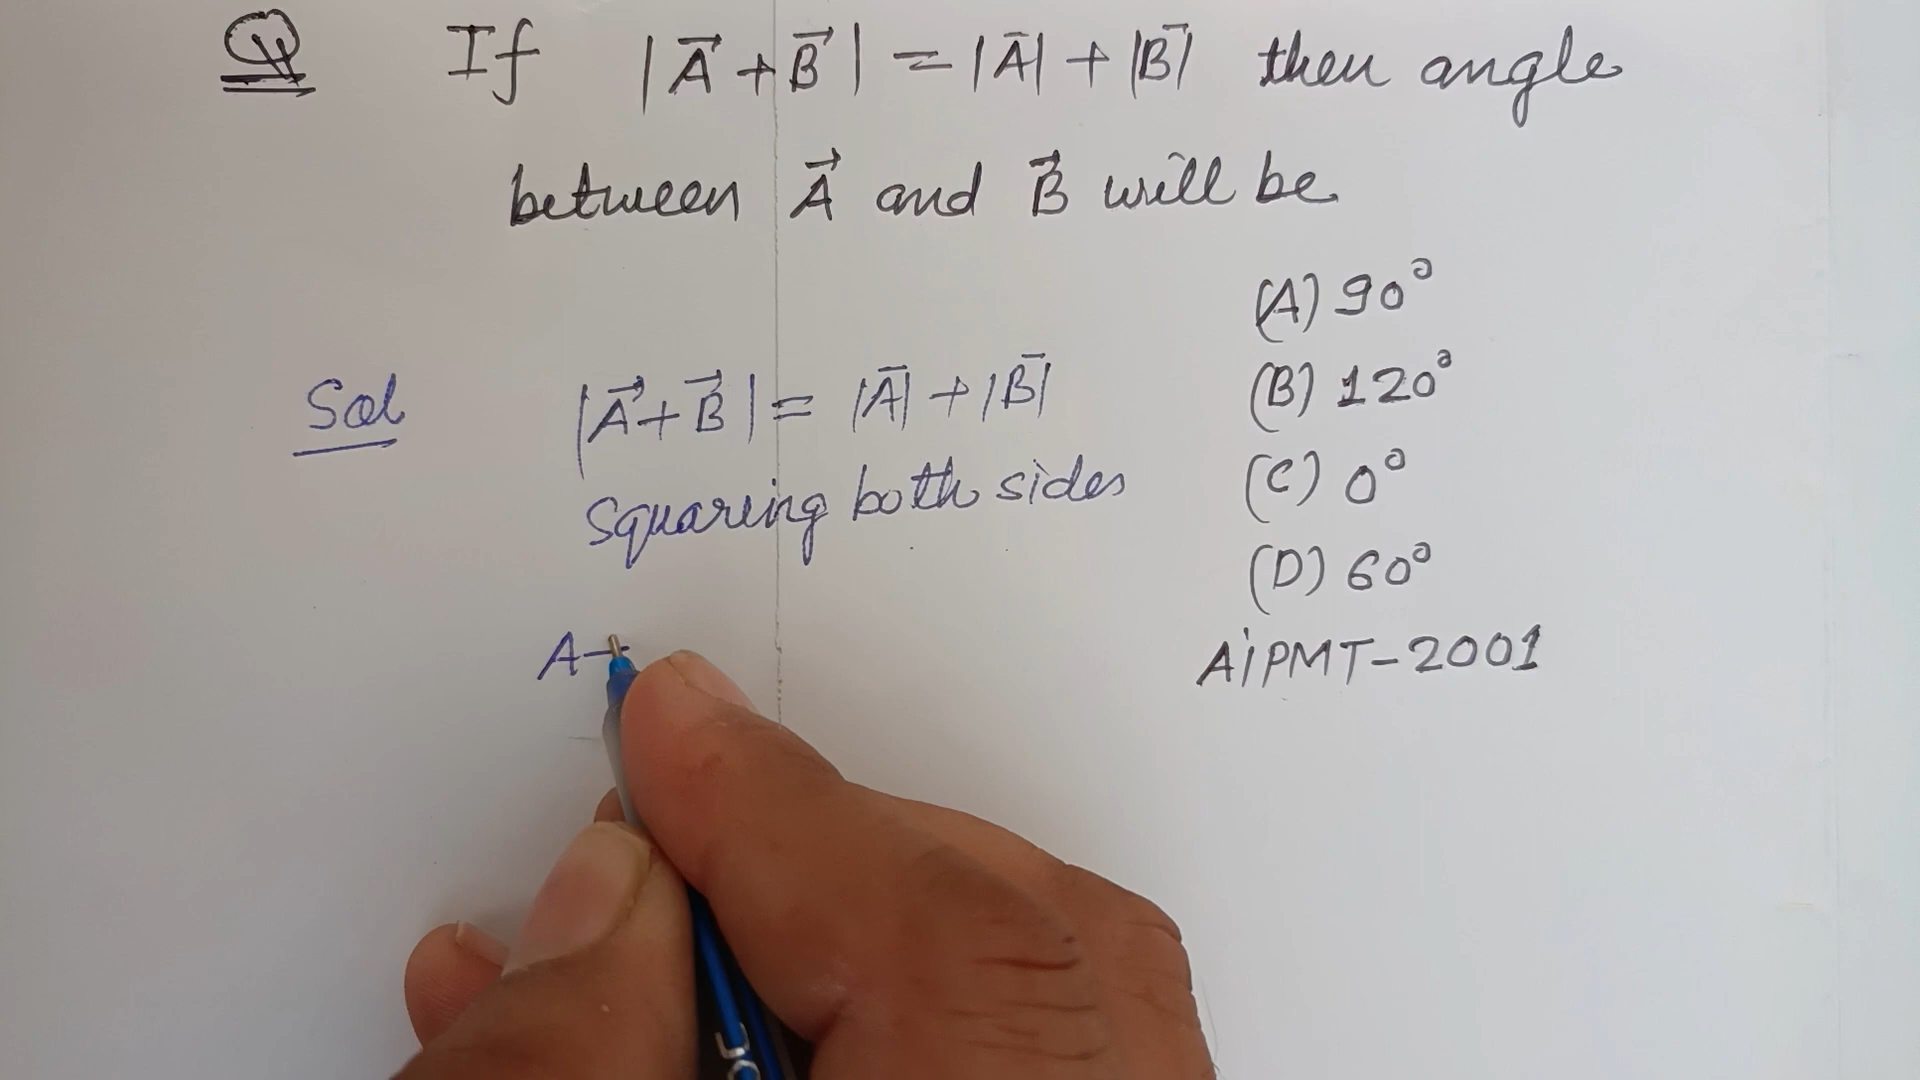 Q If |A⃗ + B⃗| = |A̅| + |B̅| then angle
between A⃗ and B⃗ will be
(A) 90°
(B) 120°
(C) 0°
(D) 60°
AiPMT-2001
Sol |A⃗ + B⃗| = |A̅| + |B̅|
Squaring both sides
A+